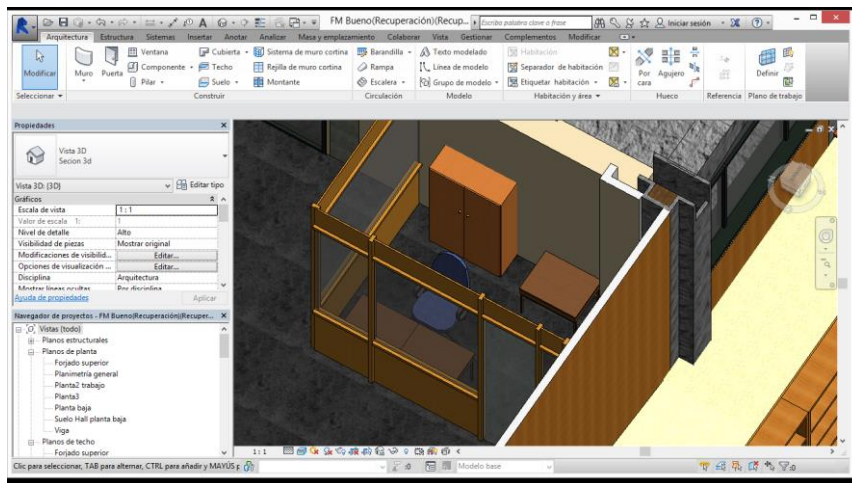 FM Bueno(Recuperación)(Recup...
Escriba palabra clave o frase
Iniciar sesión
Arquitectura Estructura Sistemas Insertar Anotar Analizar Masa y emplazamiento Colaborar Vista Gestionar Complementos Modificar
Modificar
Muro Puerta
Ventana
Componente
Pilar
Cubierta
Techo
Suelo
Sistema de muro cortina
Rejilla de muro cortina
Montante
Barandilla
Rampa
Escalera
Texto modelado
Línea de modelo
Grupo de modelo
Habitación
Separador de habitación
Etiquetar habitación
Por cara
Agujero
Definir
Seleccionar Construir Circulación Modelo Habitación y área Hueco Referencia Plano de trabajo
Propiedades
Vista 3D
Secion 3d
Vista 3D: {3D} Editar tipo
Gráficos
Escala de vista 1 : 1
Valor de escala 1: 1
Nivel de detalle Alto
Visibilidad de piezas Mostrar original
Modificaciones de visibilid... Editar...
Opciones de visualización ... Editar...
Disciplina Arquitectura
Mostrar líneas ocultas Por disciplina
Ayuda de propiedades Aplicar
Navegador de proyectos - FM Bueno(Recuperación)(Recuper...
Vistas (todo)
Planos estructurales
Planos de planta
Forjado superior
Planimetría general
Planta2 trabajo
Planta3
Planta baja
Suelo Hall planta baja
Viga
Planos de techo
Forjado superior
1:1
Clic para seleccionar, TAB para alternar, CTRL para añadir y MAYÚS p
:0 Modelo base :0